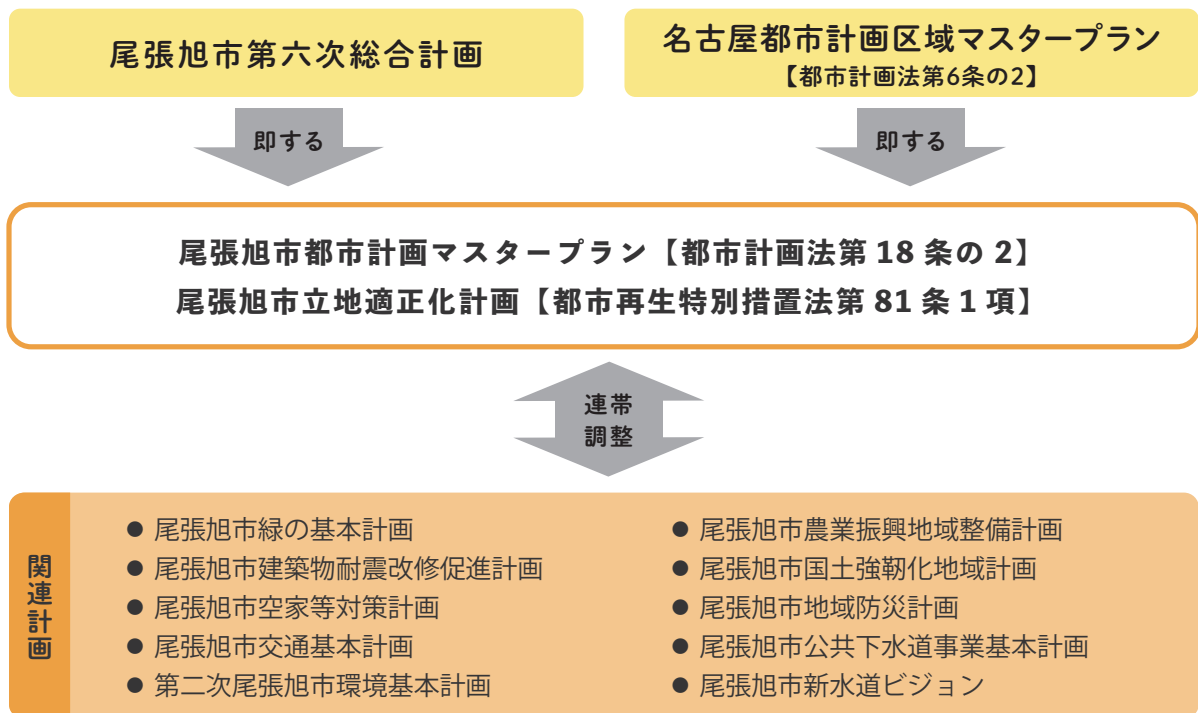 尾張旭市第六次総合計画
名古屋都市計画区域マスタープラン
【都市計画法第6条の2】
即する
即する
尾張旭市都市計画マスタープラン【都市計画法第 18 条の 2】
尾張旭市立地適正化計画【都市再生特別措置法第 81 条 1 項】
連帯
調整
関連計画
● 尾張旭市緑の基本計画
● 尾張旭市建築物耐震改修促進計画
● 尾張旭市空家等対策計画
● 尾張旭市交通基本計画
● 第二次尾張旭市環境基本計画
● 尾張旭市農業振興地域整備計画
● 尾張旭市国土強靭化地域計画
● 尾張旭市地域防災計画
● 尾張旭市公共下水道事業基本計画
● 尾張旭市新水道ビジョン